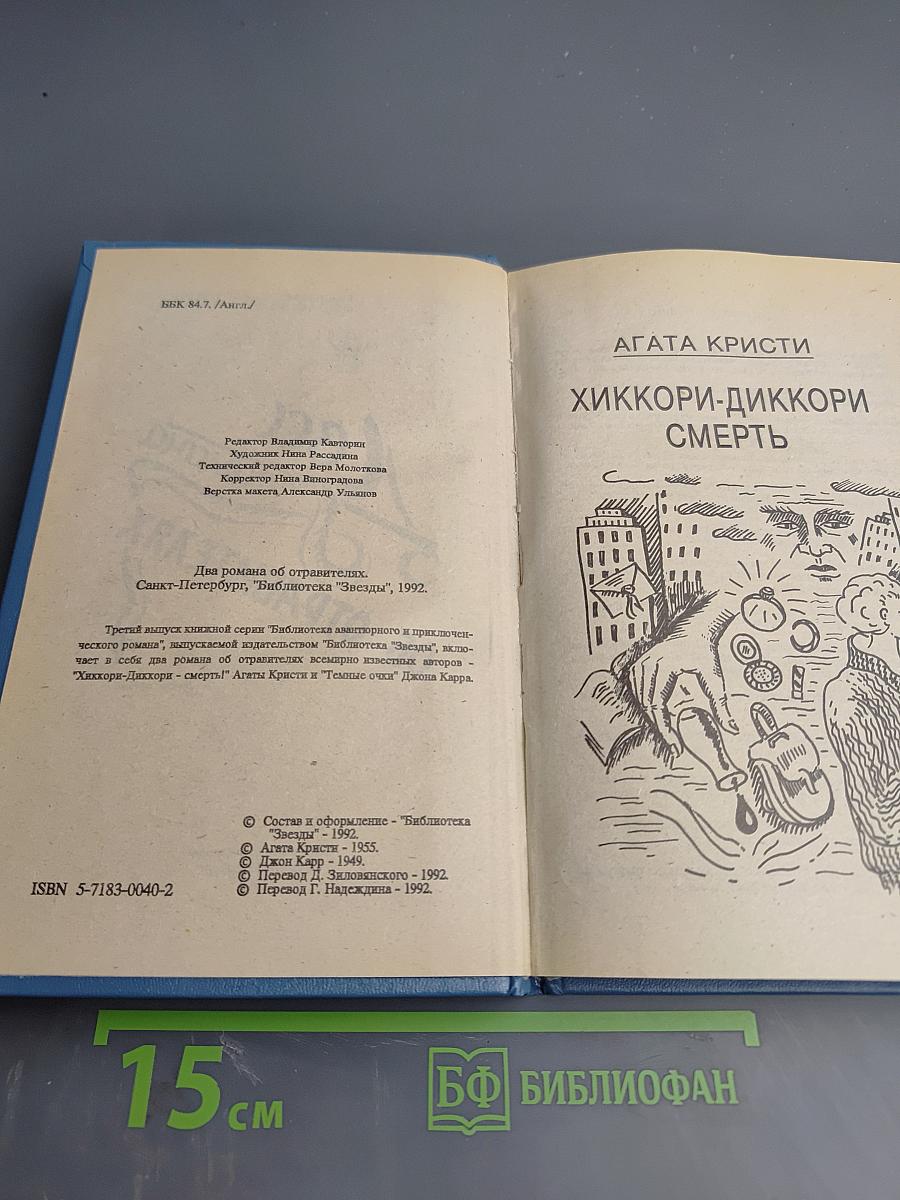 ББК 84.7. /Англ./
Редактор Владимир Кавторин
Художник Нина Рассадина
Технический редактор Вера Молоткова
Корректор Нина Виноградова
Верстка макета Александр Ульянов
Два романа об отравителях.
Санкт-Петербург, "Библиотека "Звезды", 1992.
Третий выпуск книжной серии "Библиотека авантюрного и приключен-
ческого романа", выпускаемой издательством "Библиотека "Звезды", вклю-
чает в себя два романа об отравителях всемирно известных авторов -
"Хиккори-Диккори - смерть!" Агаты Кристи и "Темные очки" Джона Карра.
© Состав и оформление - "Библиотека
"Звезды" - 1992.
© Агата Кристи - 1955.
© Джон Карр - 1949.
© Перевод Д. Зиловянского - 1992.
© Перевод Г. Надеждина - 1992.
ISBN 5-7183-0040-2
АГАТА КРИСТИ
ХИККОРИ-ДИККОРИ
СМЕРТЬ
15 см
БФ БИБЛИОФАН